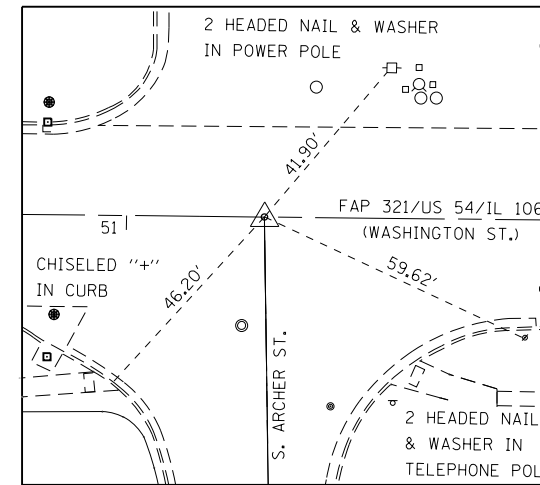 2 HEADED NAIL & WASHER
IN POWER POLE
41.90'
FAP 321/US 54/IL 106
(WASHINGTON ST.)
51
CHISELED "+"
IN CURB
46.20'
59.62'
S. ARCHER ST.
2 HEADED NAIL
& WASHER IN
TELEPHONE POL